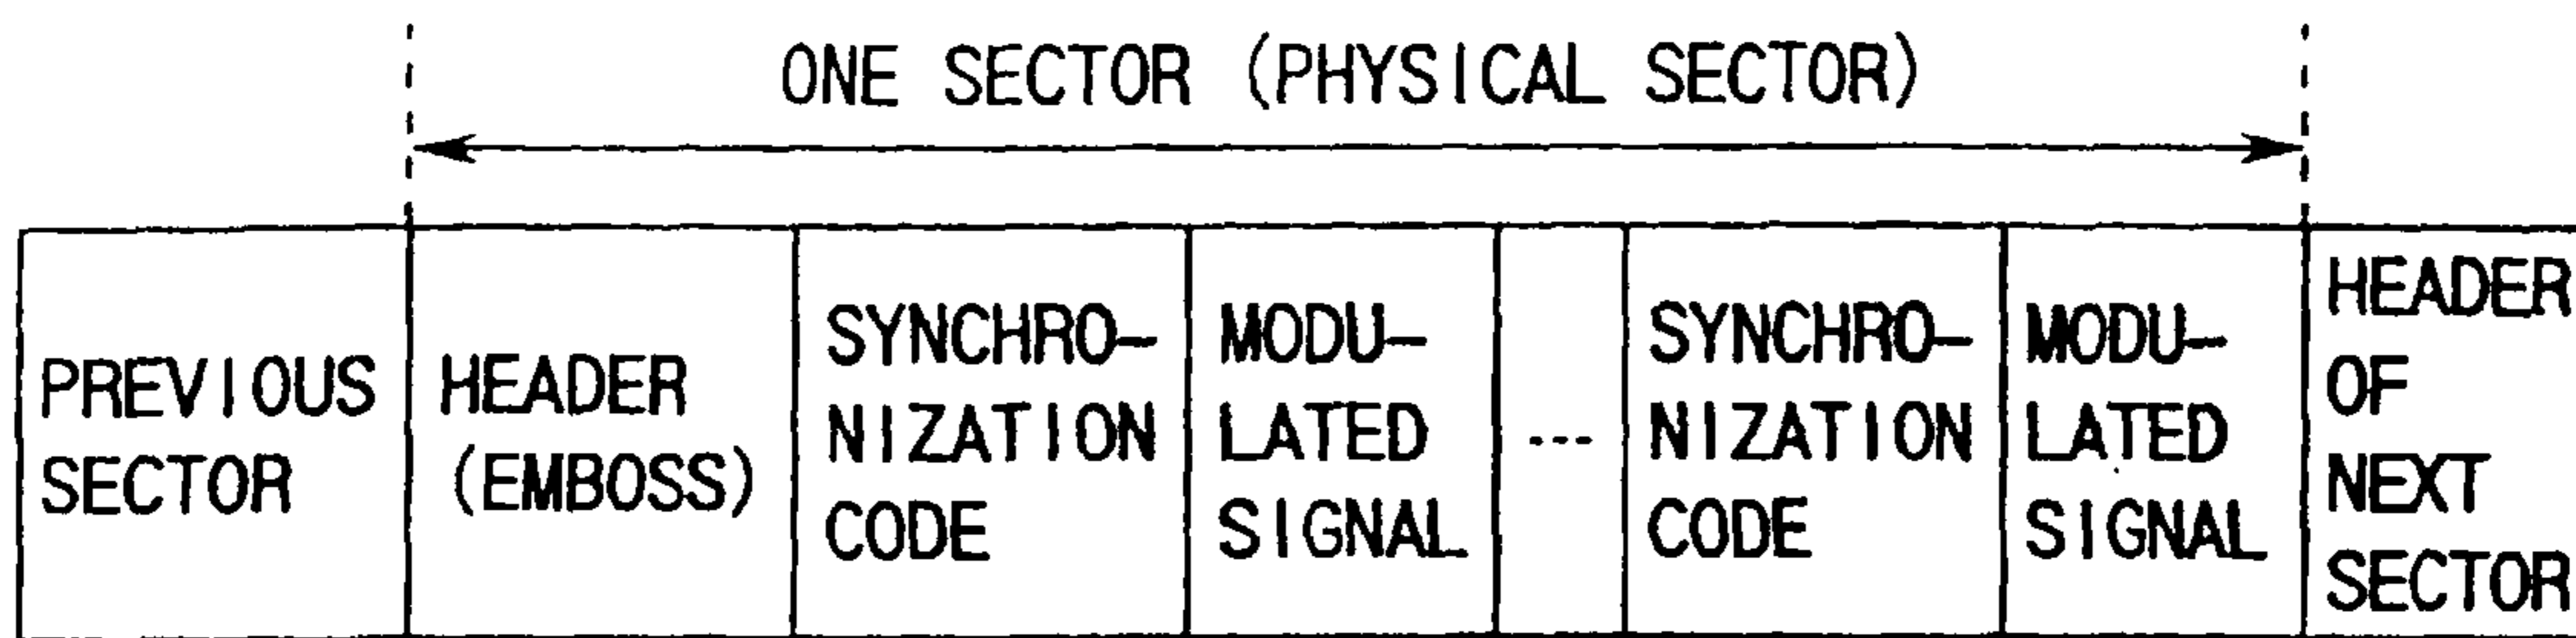 ONE SECTOR (PHYSICAL SECTOR)
PREVIOUS
SECTOR
HEADER
(EMBOSS)
SYNCHRO-
NIZATION
CODE
MODU-
LATED
SIGNAL
---
SYNCHRO-
NIZATION
CODE
MODU-
LATED
SIGNAL
HEADER
OF
NEXT
SECTOR